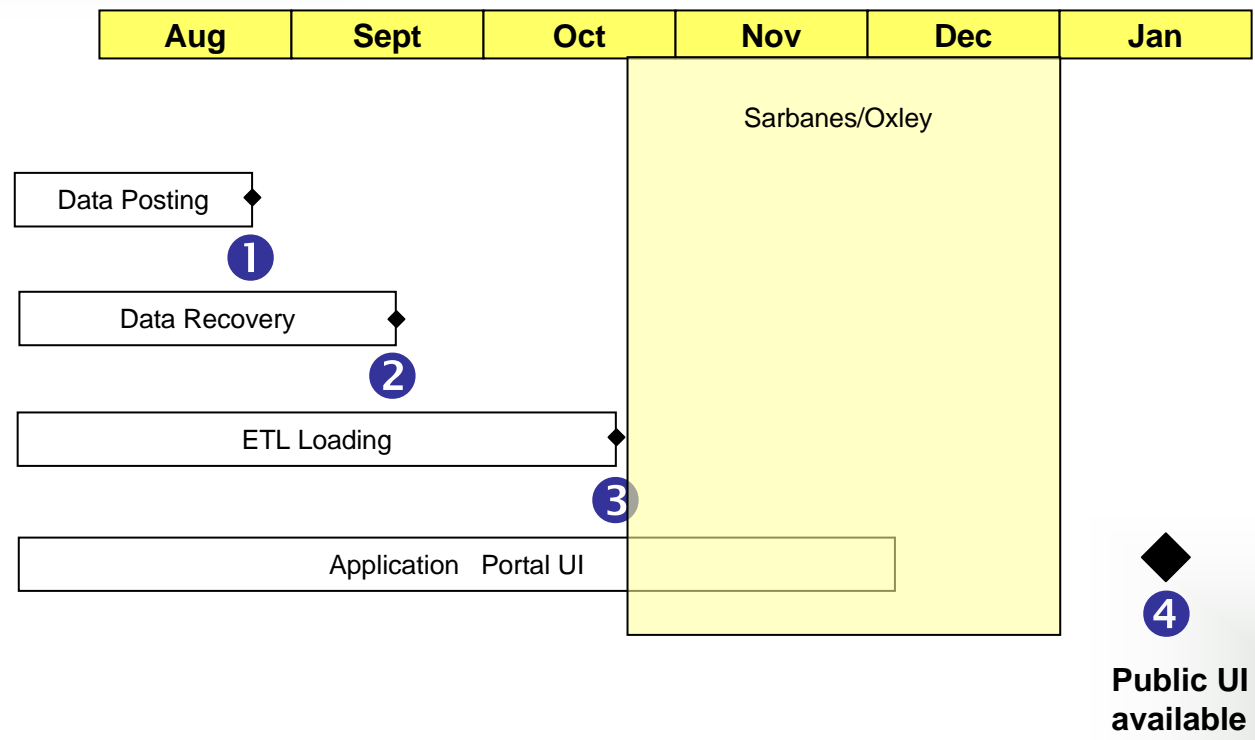 Aug Sept Oct Nov Dec Jan
Sarbanes/Oxley
Data Posting
1
Data Recovery
2
ETL Loading
3
Application Portal UI
4
Public UI
available